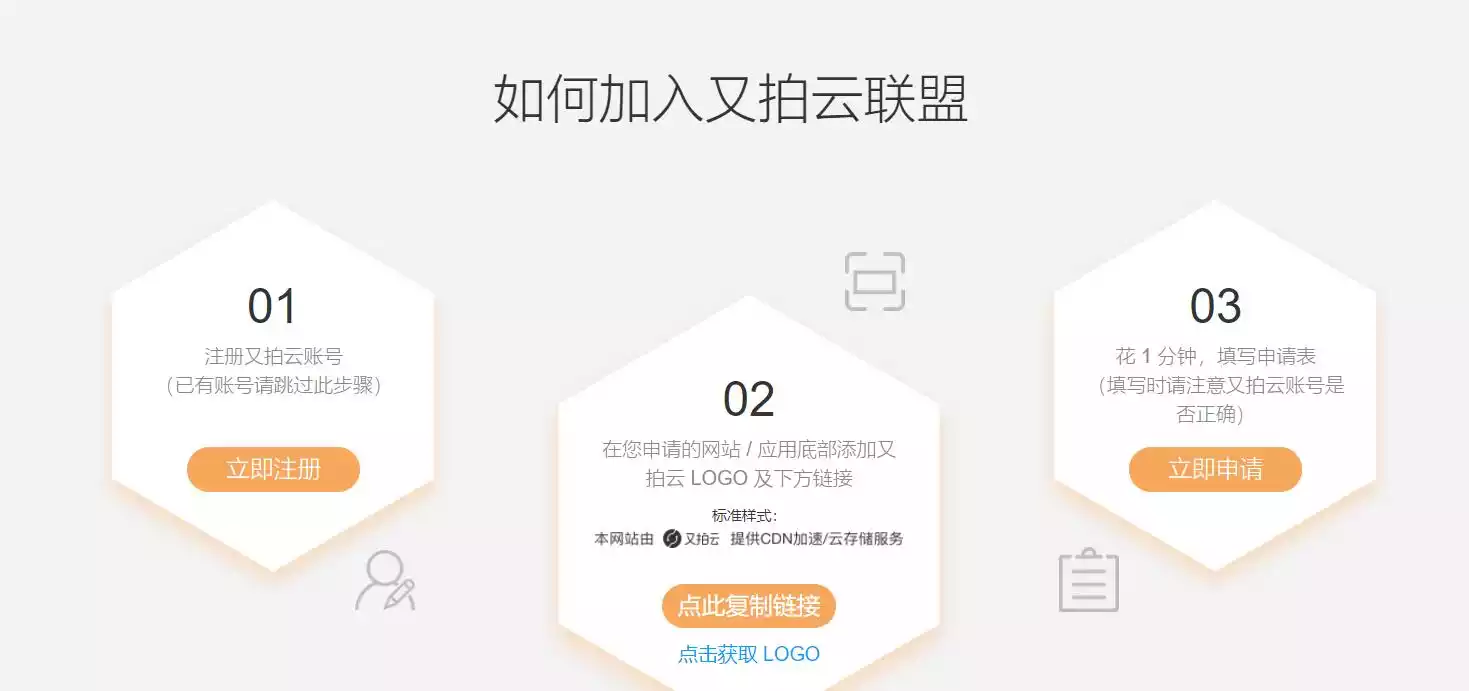 如何加入又拍云联盟
01
注册又拍云账号
（已有账号请跳过此步骤）
立即注册
02
在您申请的网站 / 应用底部添加又
拍云 LOGO 及下方链接
标准样式：
本网站由 又拍云 提供CDN加速/云存储服务
点此复制链接
点击获取 LOGO
03
花 1 分钟，填写申请表
（填写时请注意又拍云账号是
否正确）
立即申请